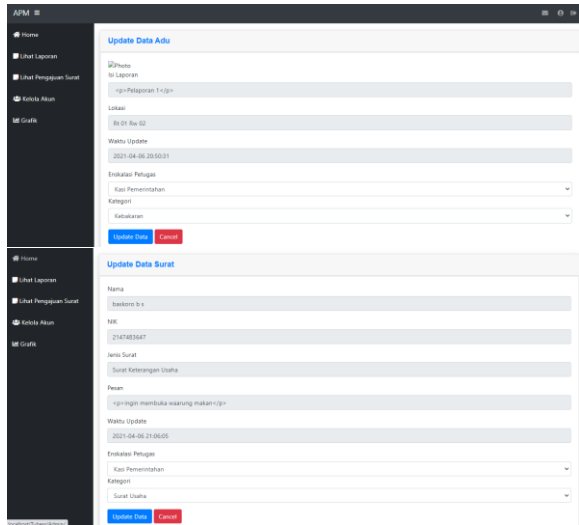 APM
Home
Lihat Laporan
Lihat Pengajuan Surat
Kelola Akun
Grafik
Update Data Adu
Photo
Isi Laporan
<p>Pelaporan 1</p>
Lokasi
Rt 01 Rw 02
Waktu Update
2021-04-06 20:50:31
Enskalasi Petugas
Kasi Pemerintahan
Kategori
Kebakaran
Update Data Cancel
Home
Lihat Laporan
Lihat Pengajuan Surat
Kelola Akun
Grafik
Update Data Surat
Nama
baskoro b s
NIK
2147483647
Jenis Surat
Surat Keterangan Usaha
Pesan
<p>ingin membuka waarung makan</p>
Waktu Update
2021-04-06 21:06:05
Enskalasi Petugas
Kasi Pemerintahan
Kategori
Surat Usaha
Update Data Cancel